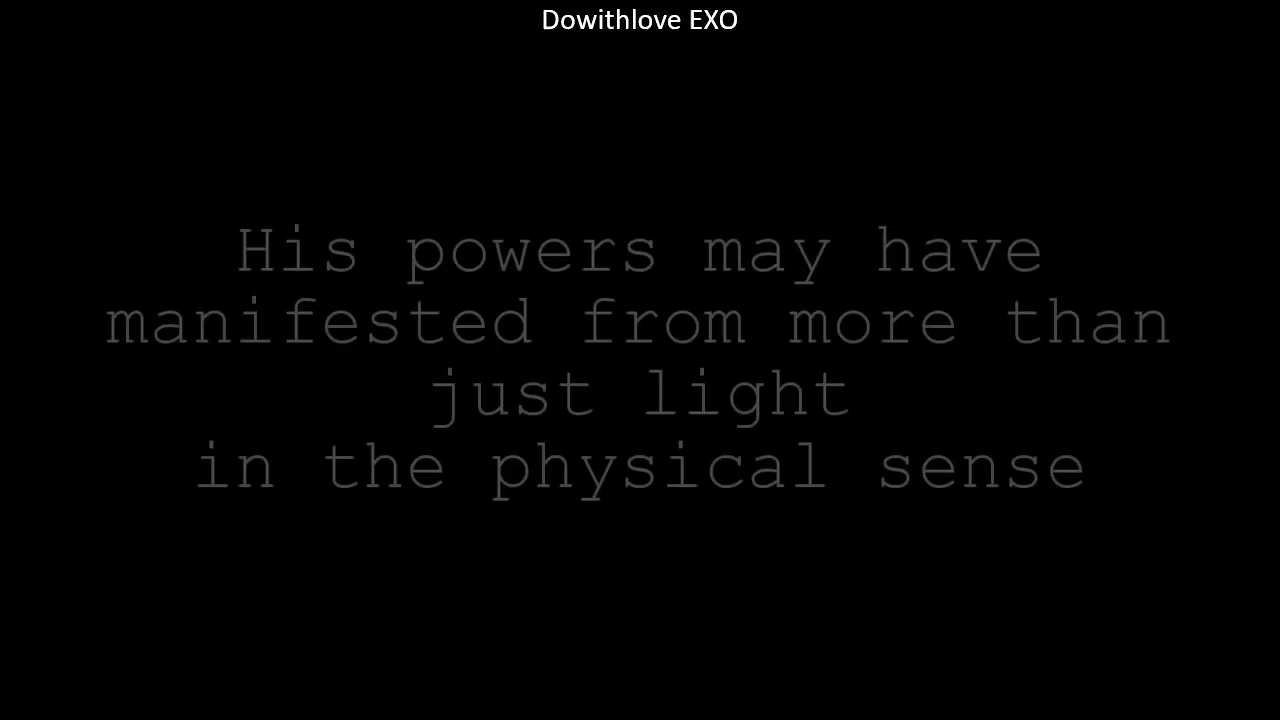 Dowithlove EXO
His powers may have
manifested from more than
just light
in the physical sense